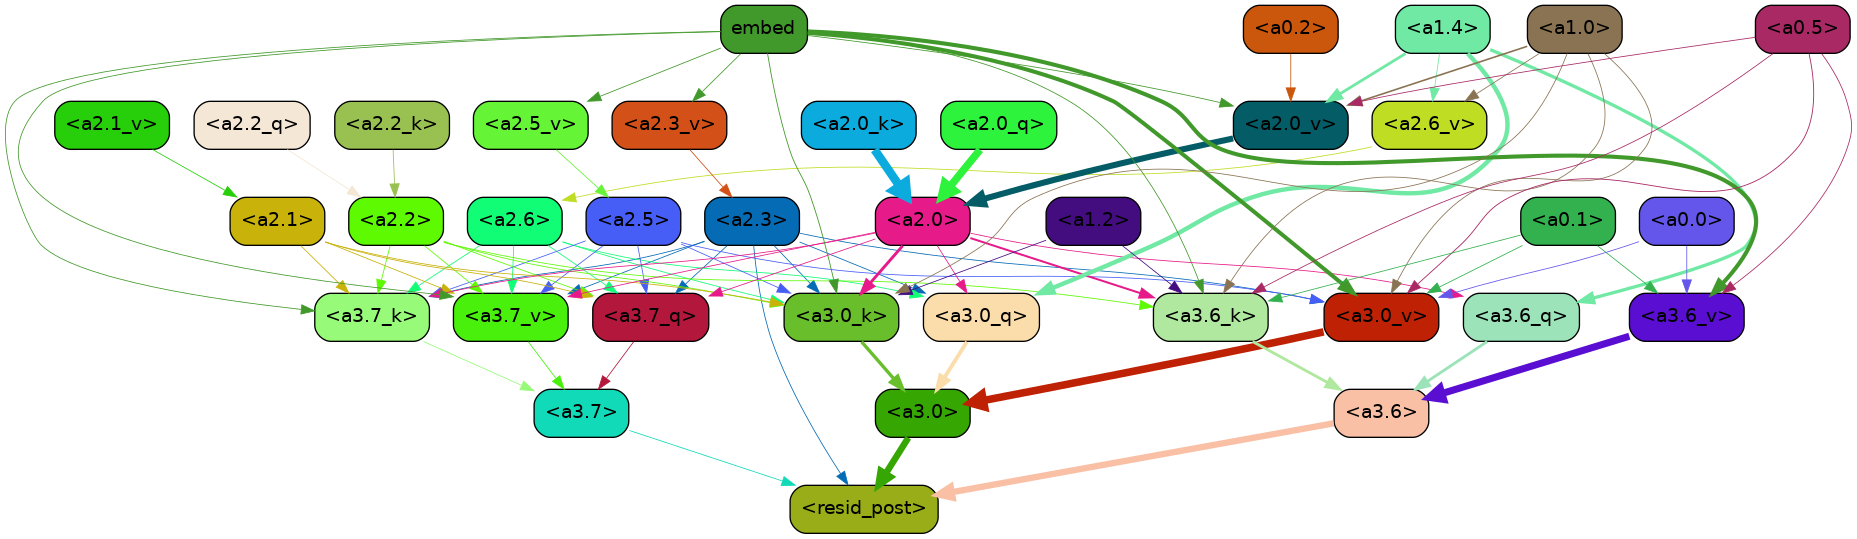 embed
<a0.2>
<a1.4>
<a1.0>
<a0.5>
<a2.1_v>
<a2.2_q>
<a2.2_k>
<a2.5_v>
<a2.3_v>
<a2.0_k>
<a2.0_q>
<a2.0_v>
<a2.6_v>
<a2.1>
<a2.2>
<a2.6>
<a2.5>
<a2.3>
<a2.0>
<a1.2>
<a0.1>
<a0.0>
<a3.7_k>
<a3.7_v>
<a3.7_q>
<a3.0_k>
<a3.0_q>
<a3.6_k>
<a3.0_v>
<a3.6_q>
<a3.6_v>
<a3.7>
<a3.0>
<a3.6>
<resid_post>